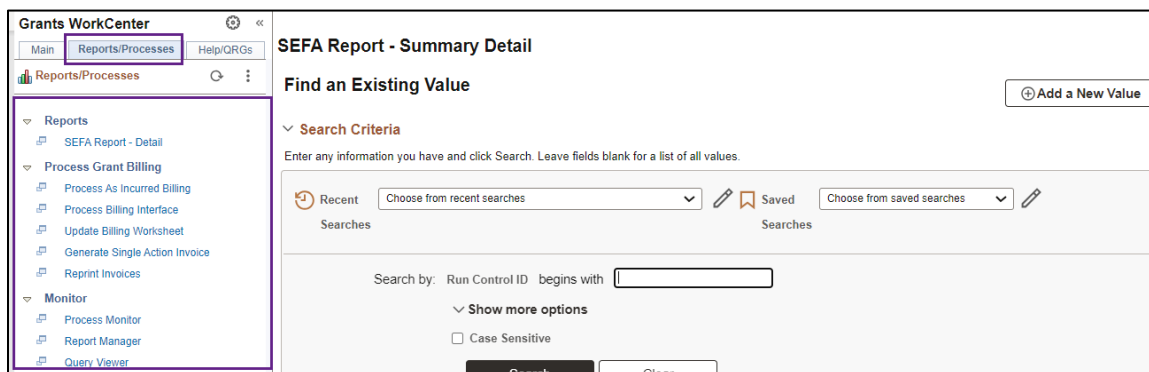 Grants WorkCenter
«
Main Reports/Processes Help/QRGs
Reports/Processes
Reports
SEFA Report - Detail
Process Grant Billing
Process As Incurred Billing
Process Billing Interface
Update Billing Worksheet
Generate Single Action Invoice
Reprint Invoices
Monitor
Process Monitor
Report Manager
Query Viewer
SEFA Report - Summary Detail
Find an Existing Value
Add a New Value
Search Criteria
Enter any information you have and click Search. Leave fields blank for a list of all values.
Recent Searches
Choose from recent searches
Saved Searches
Choose from saved searches
Search by: Run Control ID begins with
Show more options
Case Sensitive
Search Clear